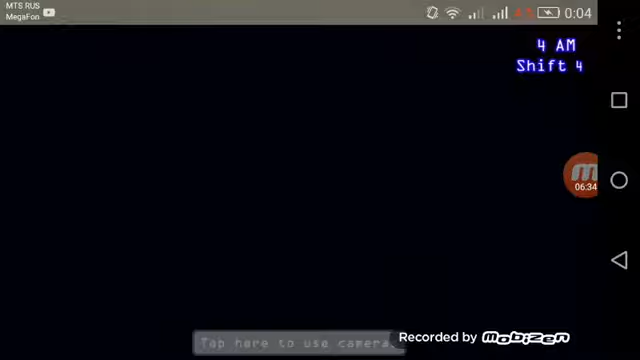 MTS RUS
MegaFon
0:04
4 AM
Shift 4
06:34
Tap here to use camera
Recorded by MOBIZEN